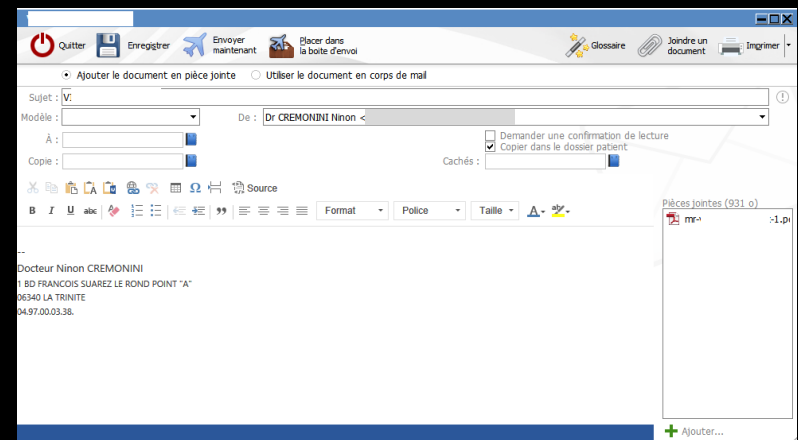 Quitter Enregistrer Envoyer maintenant Placer dans la boite d'envoi Glossaire Joindre un document Imprimer
Ajouter le document en pièce jointe Utiliser le document en corps de mail
Sujet :
Modèle : De : Dr CREMONINI Ninon <
À : Demander une confirmation de lecture
Copier dans le dossier patient
Copie : Cachés :
Source
B I U abc Format Police Taille A- aby-
Pièces jointes (931 o)
--
Docteur Ninon CREMONINI
1 BD FRANCOIS SUAREZ LE ROND POINT "A"
06340 LA TRINITE
04.97.00.03.38.
Ajouter...